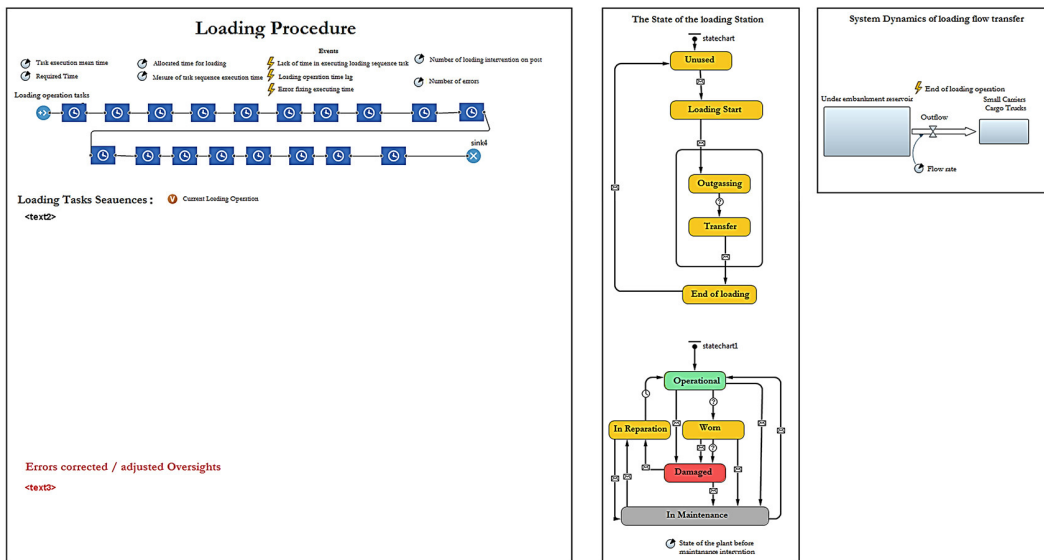 Loading Procedure
Events
Task execution mean time
Allocated time for loading
Lack of time in executing loading sequence task
Number of loading intervention on post
Required Time
Mesure of task sequence execution time
Loading operation time lag
Number of errors
Error fixing executing time
Loading operation tasks
sink4
Loading Tasks Seauences :
V
Current Loading Operation
<text2>
Errors corrected / adjusted Oversights
<text3>
The State of the loading Station
statechart
Unused
Loading Start
Outgassing
?
Transfer
End of loading
statechart1
Operational
?
In Reparation
Worn
?
Damaged
In Maintenance
State of the plant before
maintanance intervntion
System Dynamics of loading flow transfer
End of loading operation
Under embankment reservoir
Small Carriers
Cargo Trucks
Outflow
Flow rate